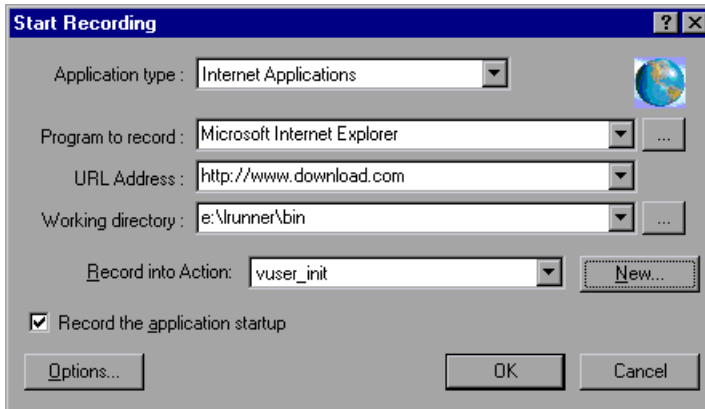 Start Recording
Application type : Internet Applications
Program to record : Microsoft Internet Explorer ...
URL Address : http://www.download.com
Working directory : e:\lrunner\bin ...
Record into Action: vuser_init New...
Record the application startup
Options... OK Cancel